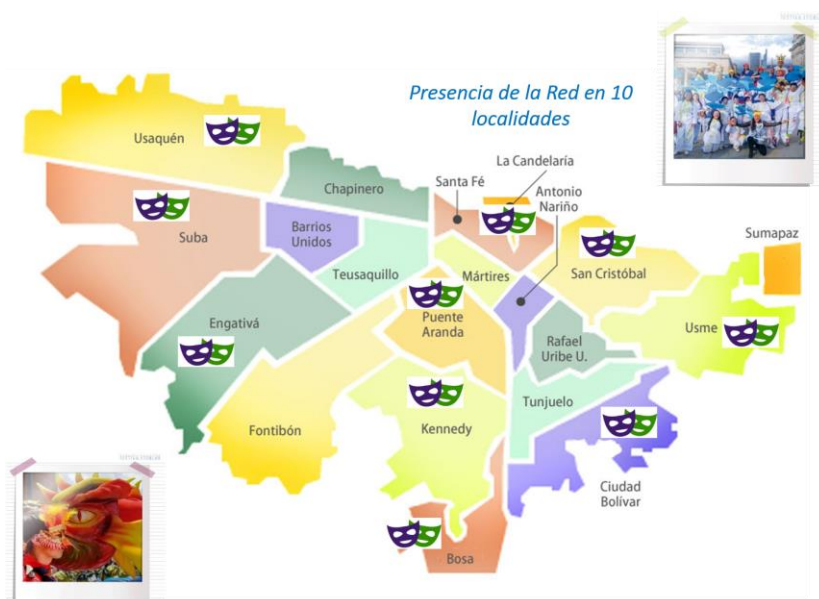 Presencia de la Red en 10
localidades
Usaquén
La Candelaría
Santa Fé
Antonio
Nariño
Chapinero
Suba
Barrios
Unidos
Sumapaz
Teusaquillo
Mártires
San Cristóbal
Engativá
Puente
Aranda
Usme
Rafael
Uribe U.
Tunjuelo
Fontibón
Kennedy
Ciudad
Bolívar
Bosa